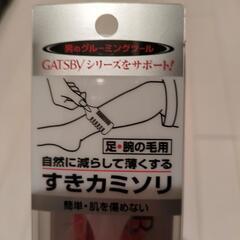 男のグルーミングツール
GATSBYシリーズをサポート!
足・腕の毛用
自然に減らして薄くする
すきカミソリ
簡単・肌を傷めない